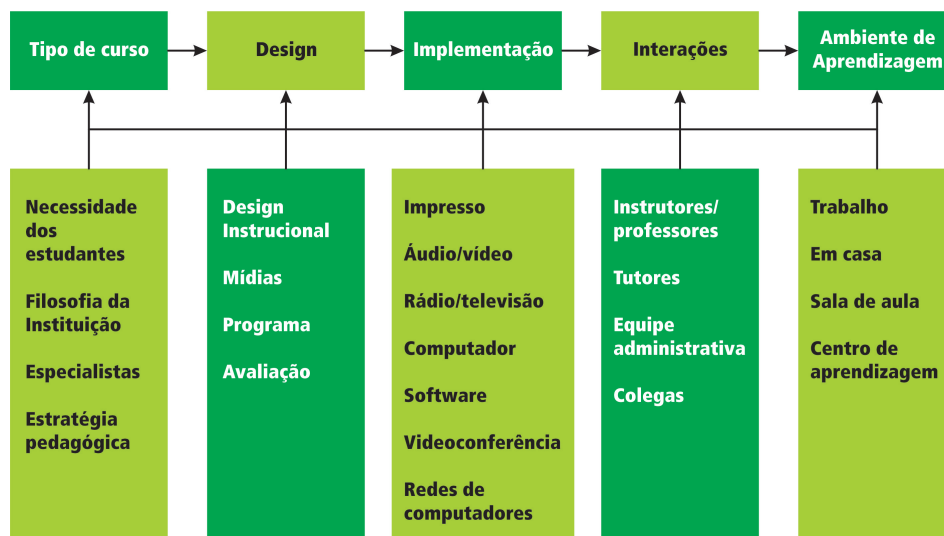 Tipo de curso
Design
Implementação
Interações
Ambiente de
Aprendizagem
Necessidade
dos
estudantes
Filosofia da
Instituição
Especialistas
Estratégia
pedagógica
Design
Instrucional
Mídias
Programa
Avaliação
Impresso
Áudio/vídeo
Rádio/televisão
Computador
Software
Videoconferência
Redes de
computadores
Instrutores/
professores
Tutores
Equipe
administrativa
Colegas
Trabalho
Em casa
Sala de aula
Centro de
aprendizagem